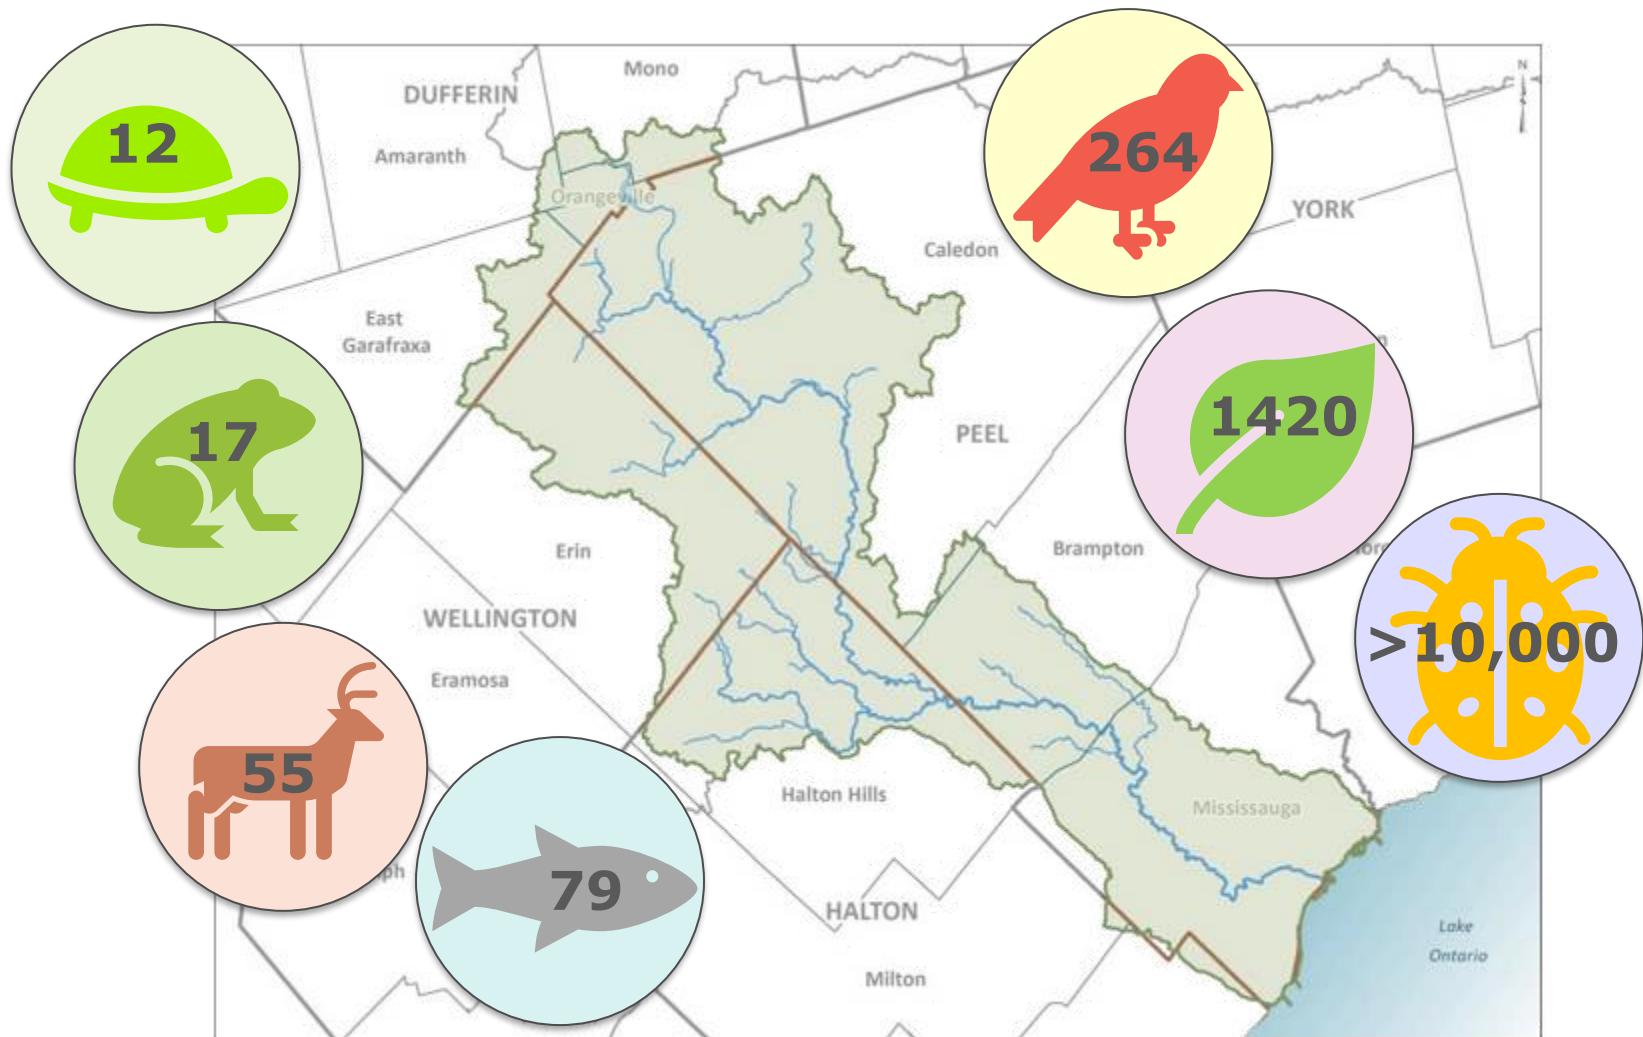 Mono
DUFFERIN
N
12
264
Amaranth
Orangeville
YORK
Caledon
East
Garafraxa
1420
17
PEEL
Erin
Brampton
WELLINGTON
>10,000
Eramosa
55
Halton Hills
Mississauga
79
HALTON
Lake
Ontario
Milton